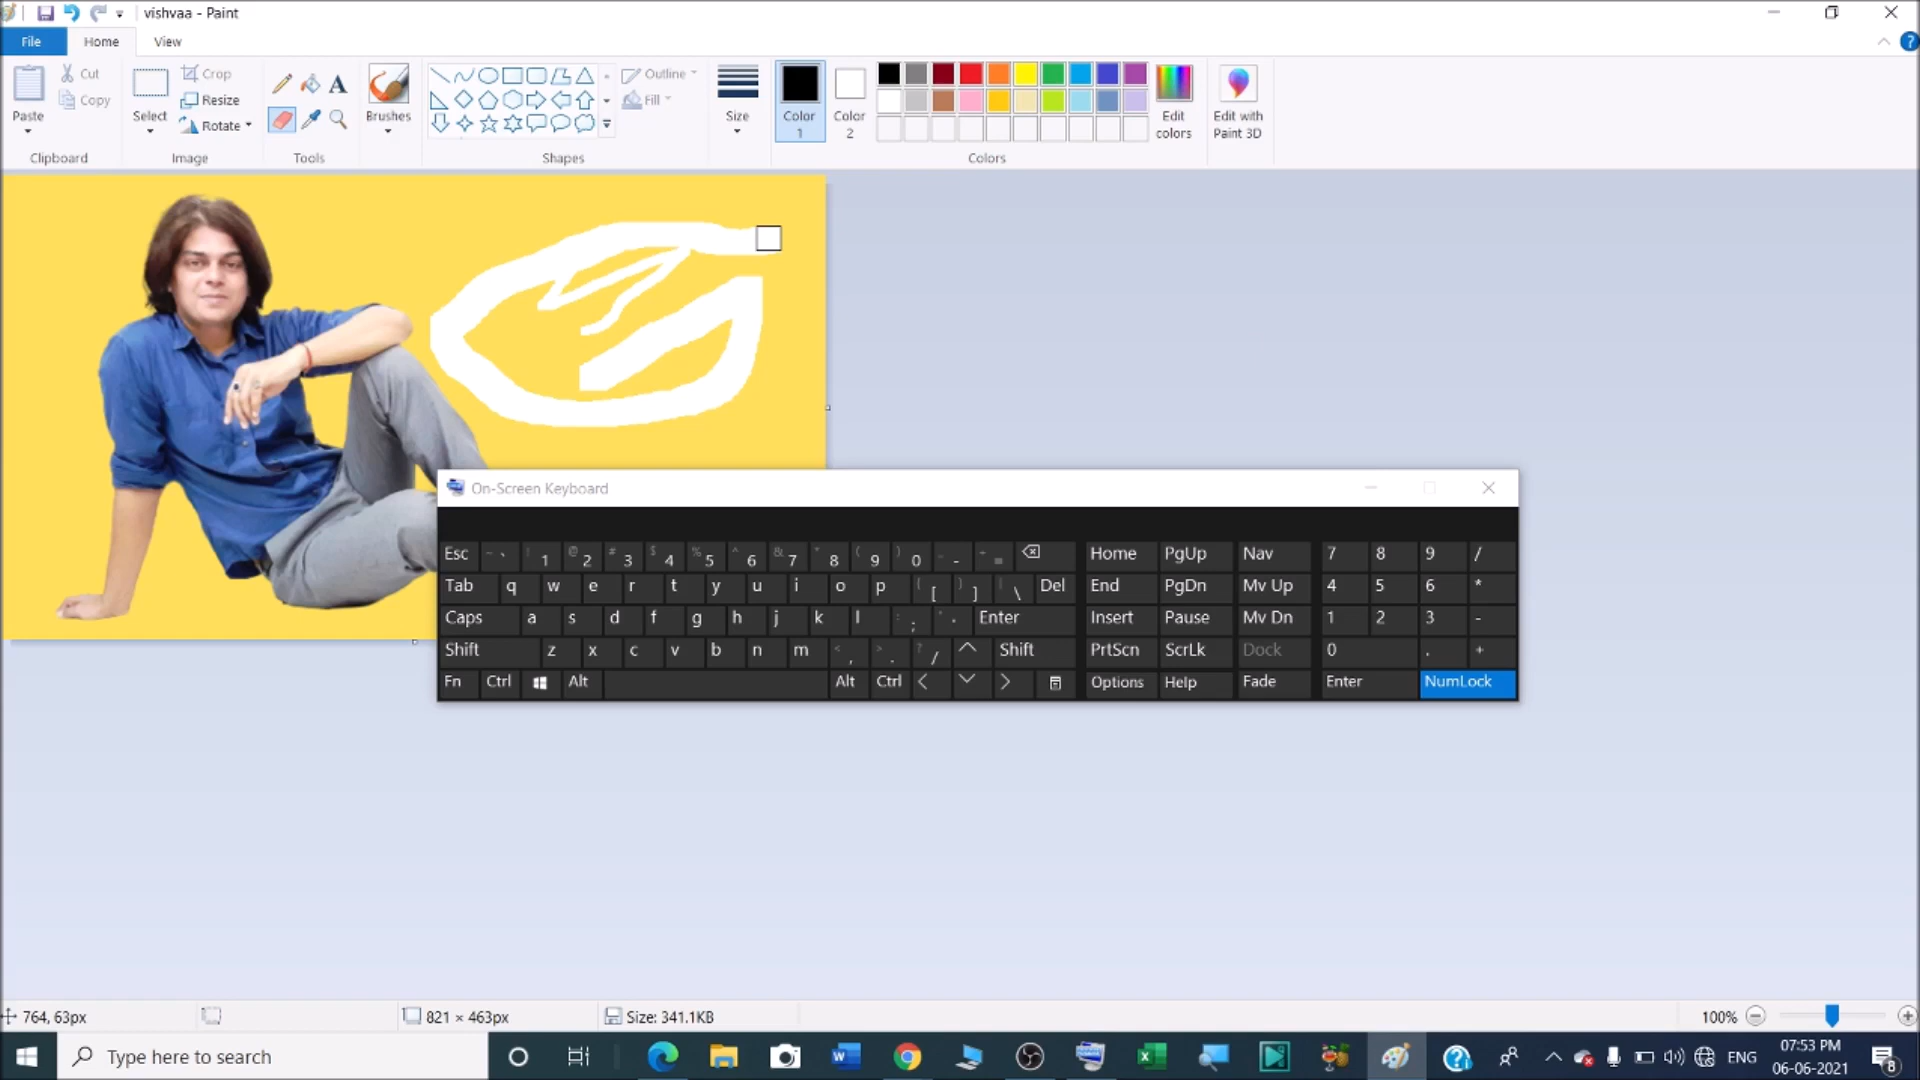 vishvaa - Paint
File Home View
Paste
Cut
Copy
Clipboard
Select
Crop
Resize
Rotate
Image
Tools
Brushes
Shapes
Outline
Fill
Size
Color 1
Color 2
Colors
Edit colors
Edit with Paint 3D
On-Screen Keyboard
Esc ~ ` ! 1 @ 2 # 3 $ 4 % 5 ^ 6 & 7 * 8 ( 9 ) 0 - + = Home PgUp Nav 7 8 9 /
Tab q w e r t y u i o p { [ } ] | \ Del End PgDn Mv Up 4 5 6 *
Caps a s d f g h j k l : ; Enter Insert Pause Mv Dn 1 2 3 -
Shift z x c v b n m < , > . ? / Shift PrtScn ScrLk Dock 0 . +
Fn Ctrl Alt Alt Ctrl Options Help Fade Enter NumLock
764, 63px 821 × 463px Size: 341.1KB 100%
Type here to search
ENG
07:53 PM
06-06-2021
8